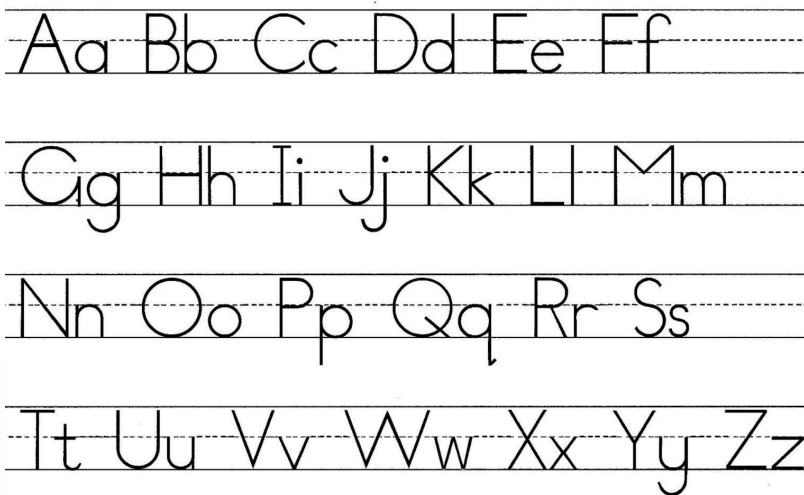 Aa Bb Cc Dd Ee Ff
Gg Hh Ii Jj Kk Ll Mm
Nn Oo Pp Qq Rr Ss
Tt Uu Vv Ww Xx Yy Zz